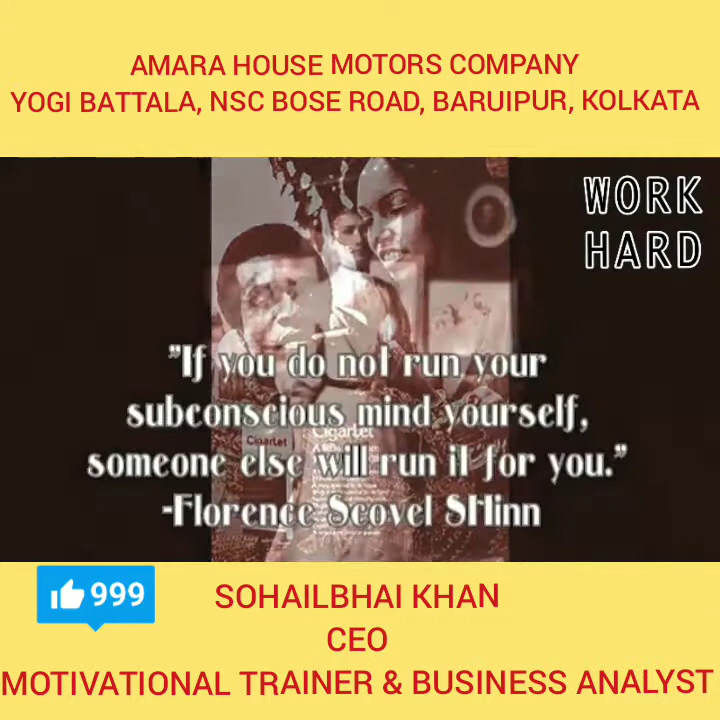 AMARA HOUSE MOTORS COMPANY
YOGI BATTALA, NSC BOSE ROAD, BARUIPUR, KOLKATA
WORK
HARD
"If you do not run your
subconscious mind yourself,
someone else will run it for you."
-Florence Scovel Shinn
Cigarlet
Cigarlet
999
SOHAILBHAI KHAN
CEO
MOTIVATIONAL TRAINER & BUSINESS ANALYST